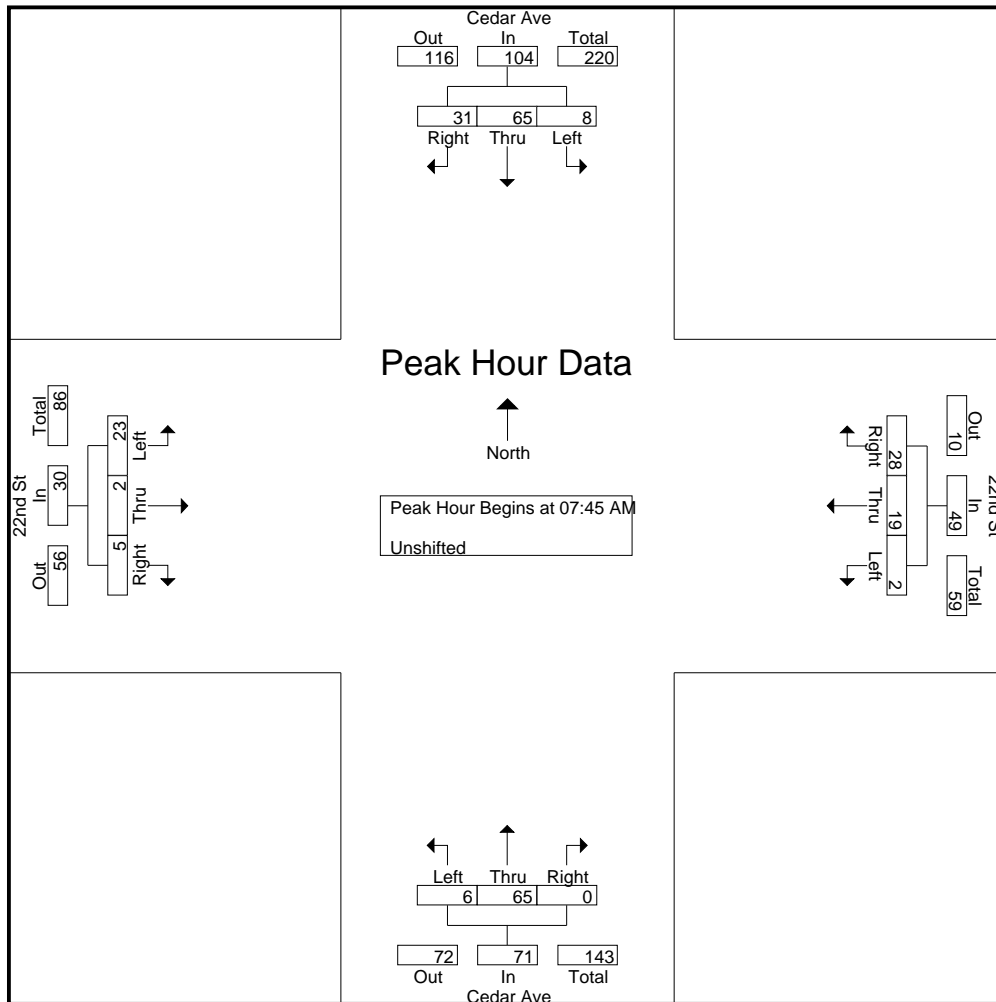 Cedar Ave
Out In Total
116 104 220
31 65 8
Right Thru Left
Peak Hour Data
North
Peak Hour Begins at 07:45 AM
Unshifted
22nd St
Total In Out
86 30 56
23 2 5
Left Thru Right
Right Thru Left
28 19 2
Out In Total
10 49 59
22nd St
Left Thru Right
6 65 0
72 71 143
Out In Total
Cedar Ave